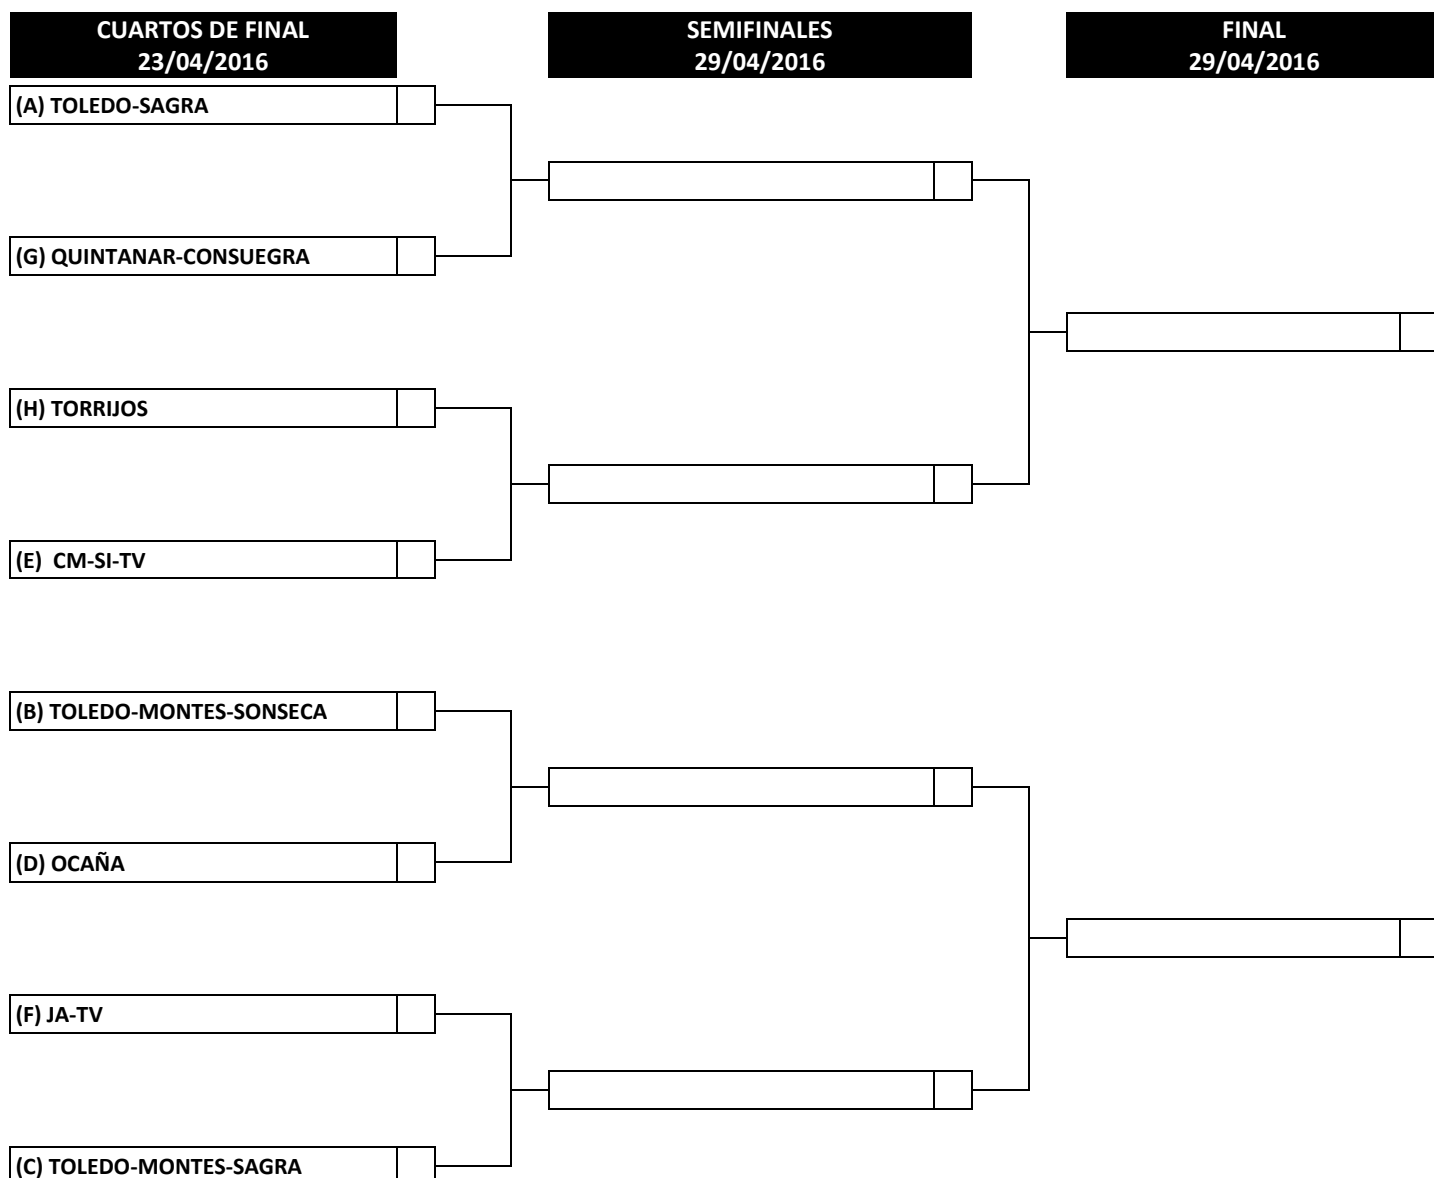 CUARTOS DE FINAL
23/04/2016
SEMIFINALES
29/04/2016
FINAL
29/04/2016
(A) TOLEDO-SAGRA
(G) QUINTANAR-CONSUEGRA
(H) TORRIJOS
(E) CM-SI-TV
(B) TOLEDO-MONTES-SONSECA
(D) OCAÑA
(F) JA-TV
(C) TOLEDO-MONTES-SAGRA